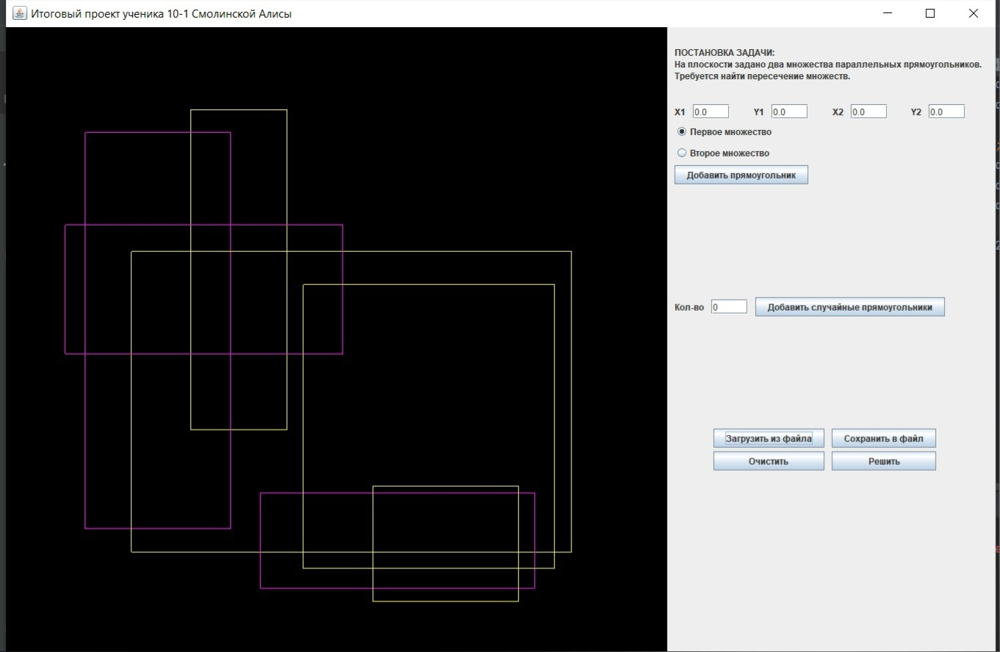 Итоговый проект ученика 10-1 Смолинской Алисы
ПОСТАНОВКА ЗАДАЧИ:
На плоскости задано два множества параллельных прямоугольников.
Требуется найти пересечение множеств.
X1 0.0 Y1 0.0 X2 0.0 Y2 0.0
Первое множество
Второе множество
Добавить прямоугольник
Кол-во 0 Добавить случайные прямоугольники
Загрузить из файла Сохранить в файл
Очистить Решить